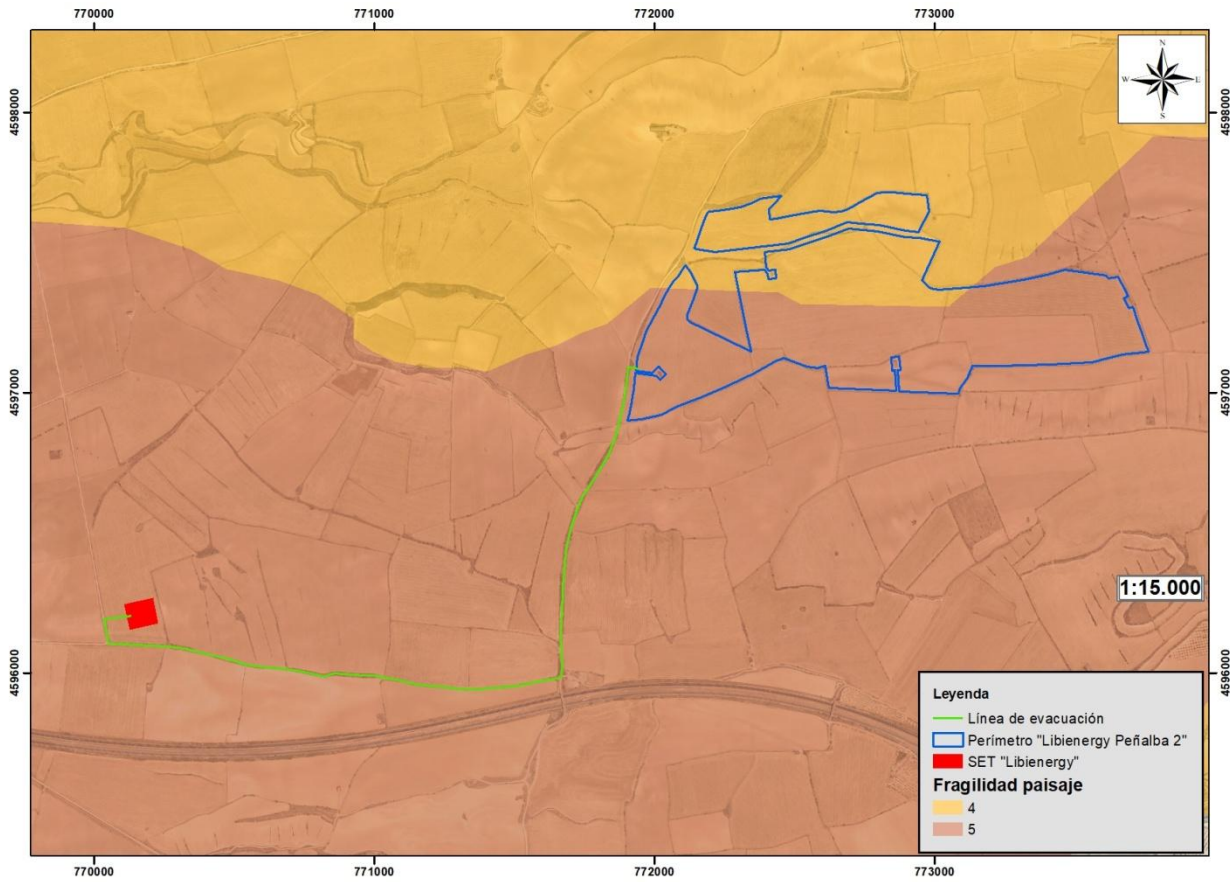 770000 771000 772000 773000
N
W E
S
4598000 4598000
4597000 4597000
1:15.000
4596000 4596000
Leyenda
Línea de evacuación
Perímetro "Libienergy Peñalba 2"
SET "Libienergy"
Fragilidad paisaje
4
5
770000 771000 772000 773000